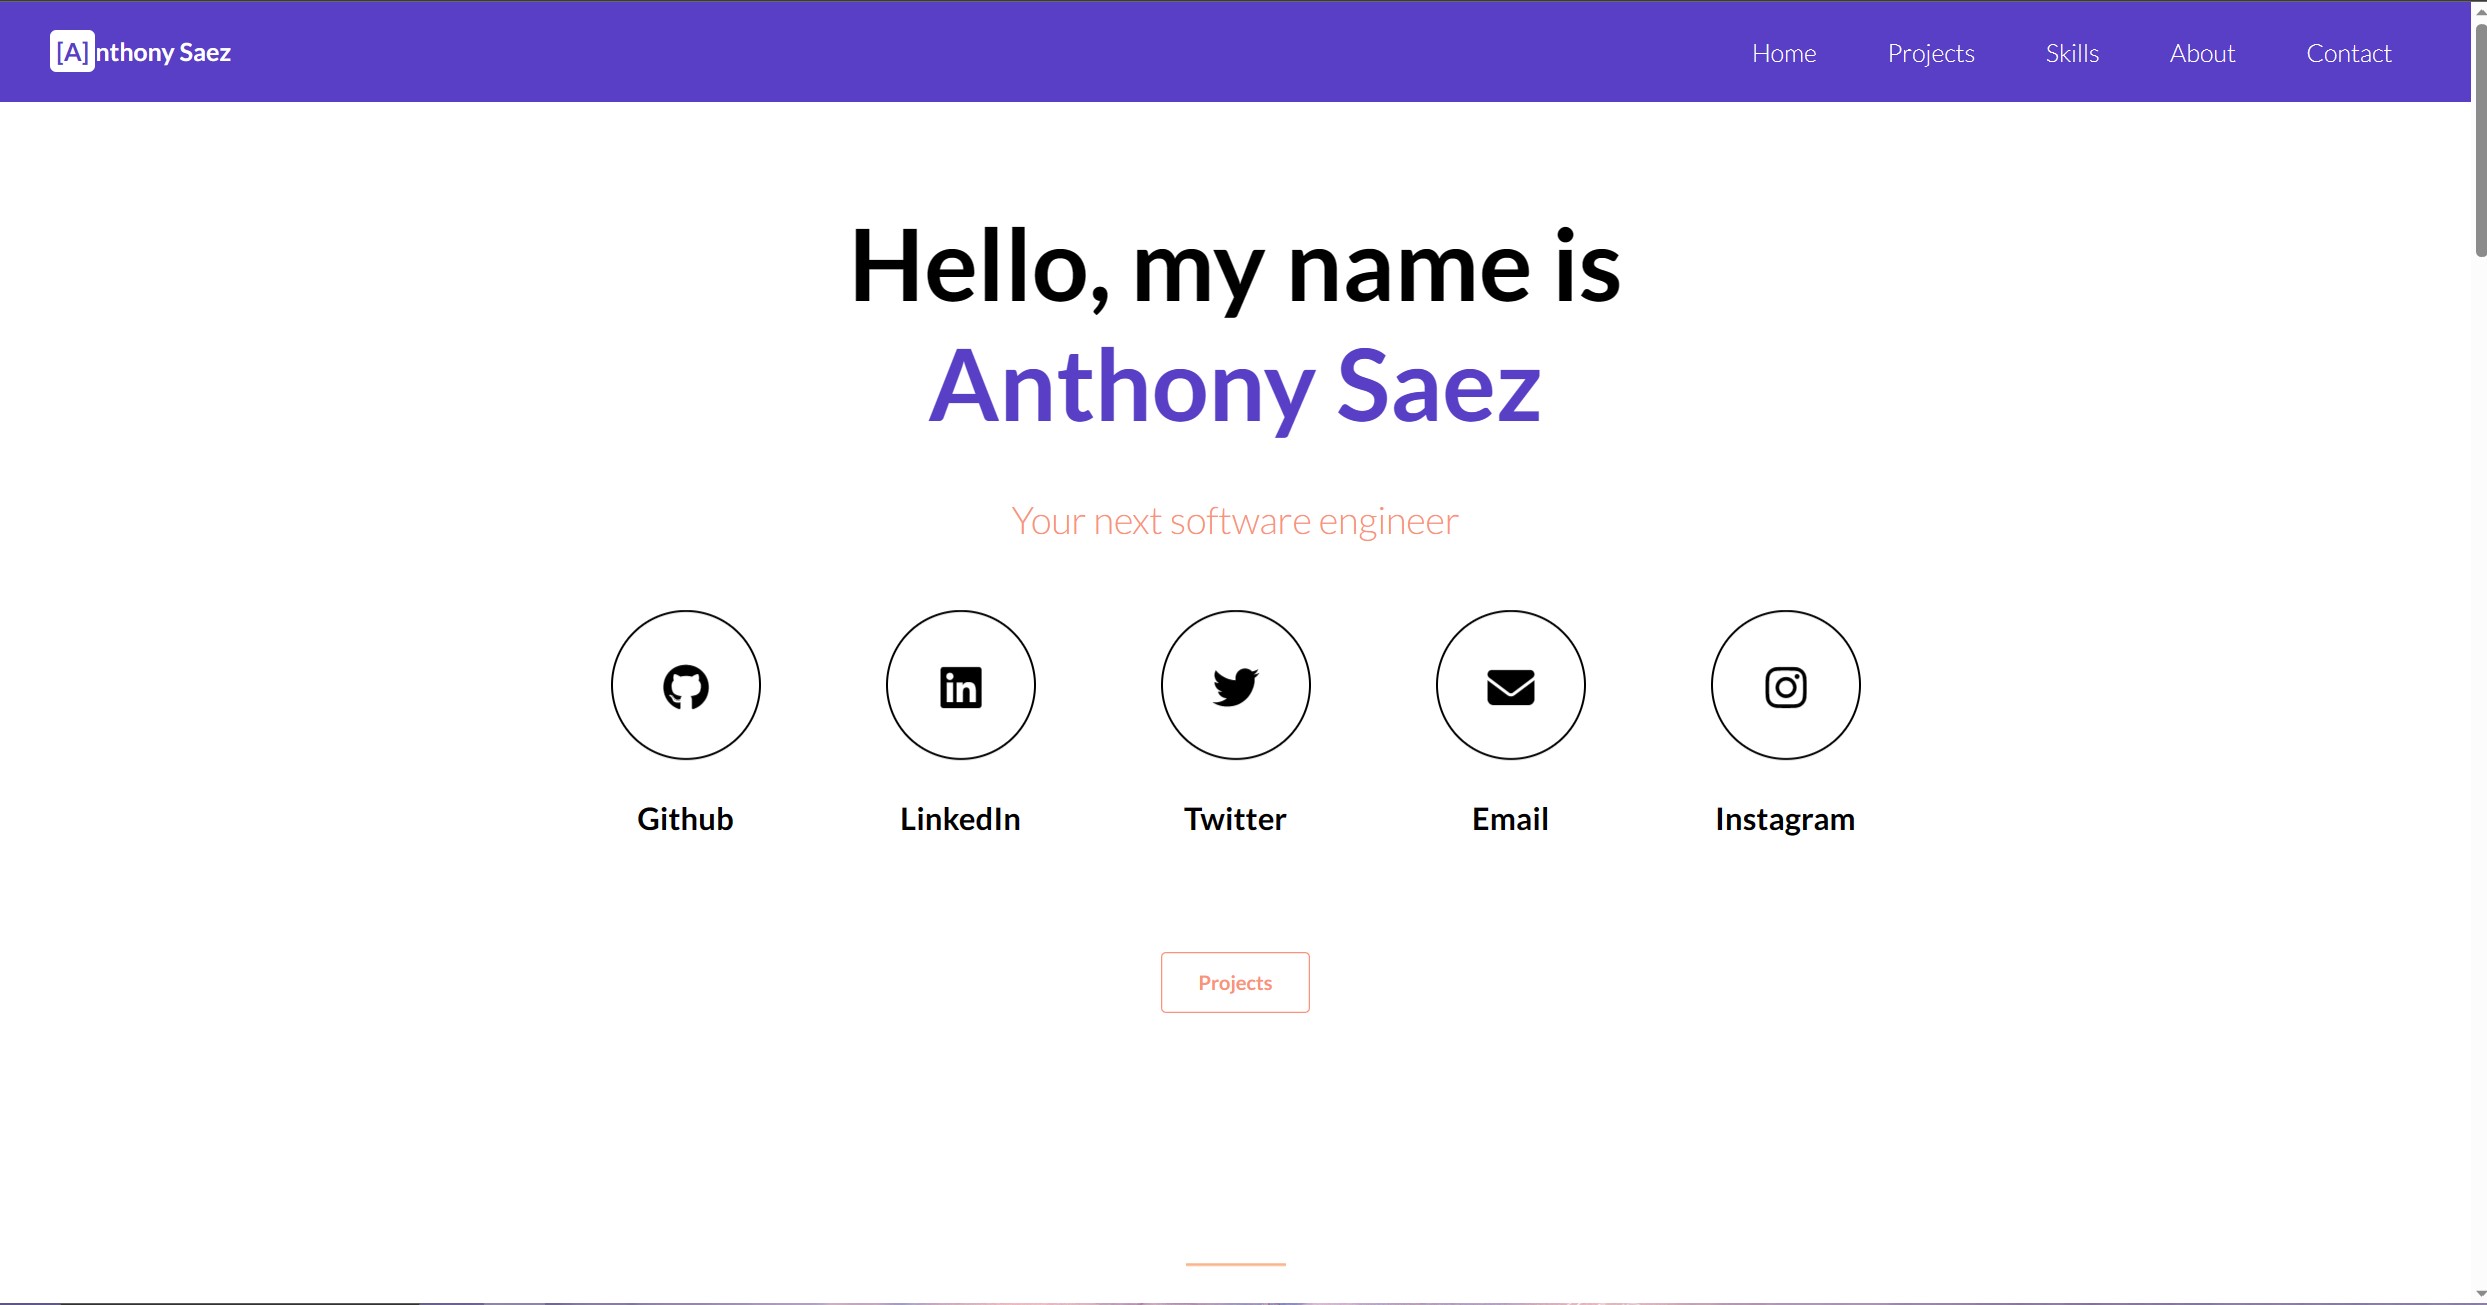 [A]nthony Saez
Home Projects Skills About Contact
Hello, my name is
Anthony Saez
Your next software engineer
Github LinkedIn Twitter Email Instagram
Projects